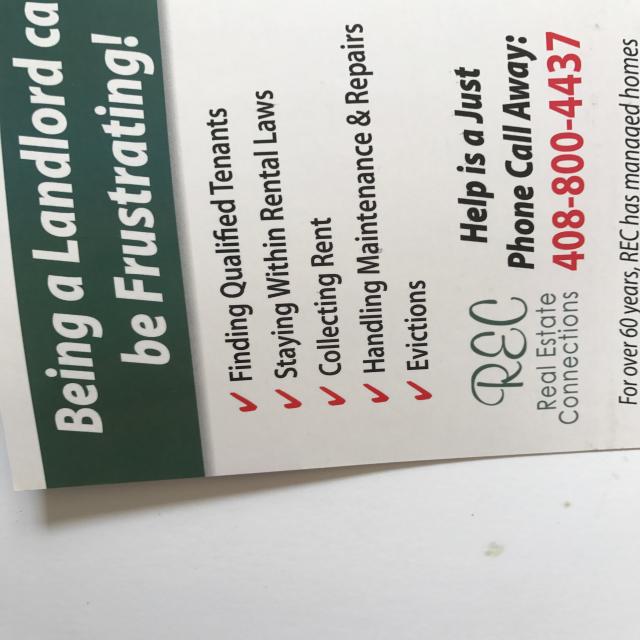 Being a Landlord ca
be Frustrating!
Finding Qualified Tenants
Staying Within Rental Laws
Collecting Rent
Handling Maintenance & Repairs
Evictions
REC
Real Estate
Connections
Help is a Just
Phone Call Away:
408-800-4437
For over 60 years, REC has managed homes